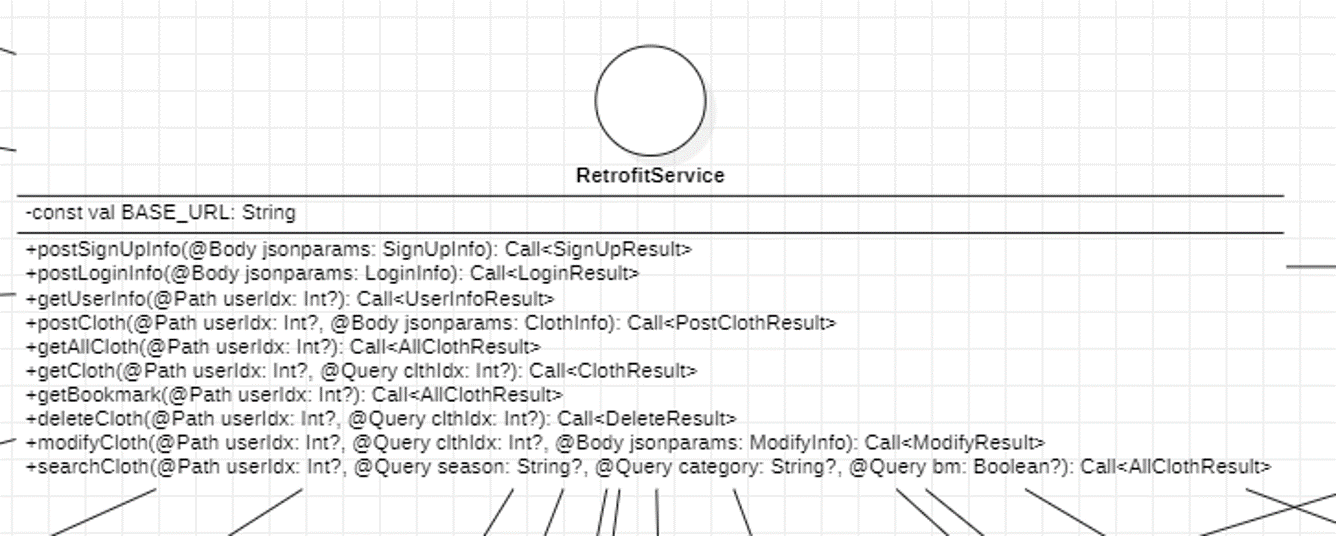 RetrofitService
-const val BASE_URL: String
+postSignUpInfo(@Body jsonparams: SignUpInfo): Call<SignUpResult>
+postLoginInfo(@Body jsonparams: LoginInfo): Call<LoginResult>
+getUserInfo(@Path userIdx: Int?): Call<UserInfoResult>
+postCloth(@Path userIdx: Int?, @Body jsonparams: ClothInfo): Call<PostClothResult>
+getAllCloth(@Path userIdx: Int?): Call<AllClothResult>
+getCloth(@Path userIdx: Int?, @Query clthIdx: Int?): Call<ClothResult>
+getBookmark(@Path userIdx: Int?): Call<AllClothResult>
+deleteCloth(@Path userIdx: Int?, @Query clthIdx: Int?): Call<DeleteResult>
+modifyCloth(@Path userIdx: Int?, @Query clthIdx: Int?, @Body jsonparams: ModifyInfo): Call<ModifyResult>
+searchCloth(@Path userIdx: Int?, @Query season: String?, @Query category: String?, @Query bm: Boolean?): Call<AllClothResult>